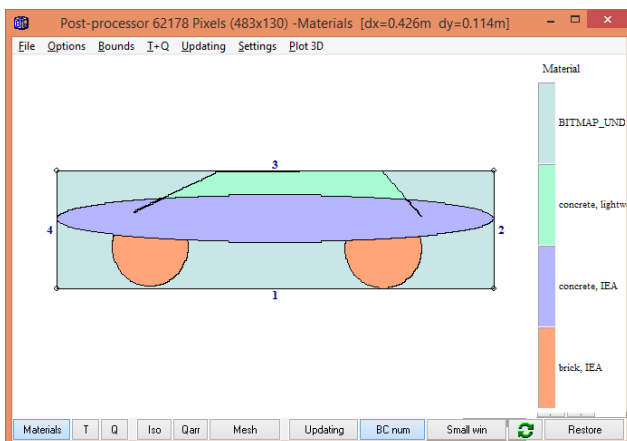 Post-processor 62178 Pixels (483x130) -Materials [dx=0.426m dy=0.114m]
File Options Bounds T+Q Updating Settings Plot 3D
Material
BITMAP_UND
concrete, lightwe
concrete, IEA
brick, IEA
3
4
2
1
Materials T Q Iso Qarr Mesh Updating BC num Small win Restore